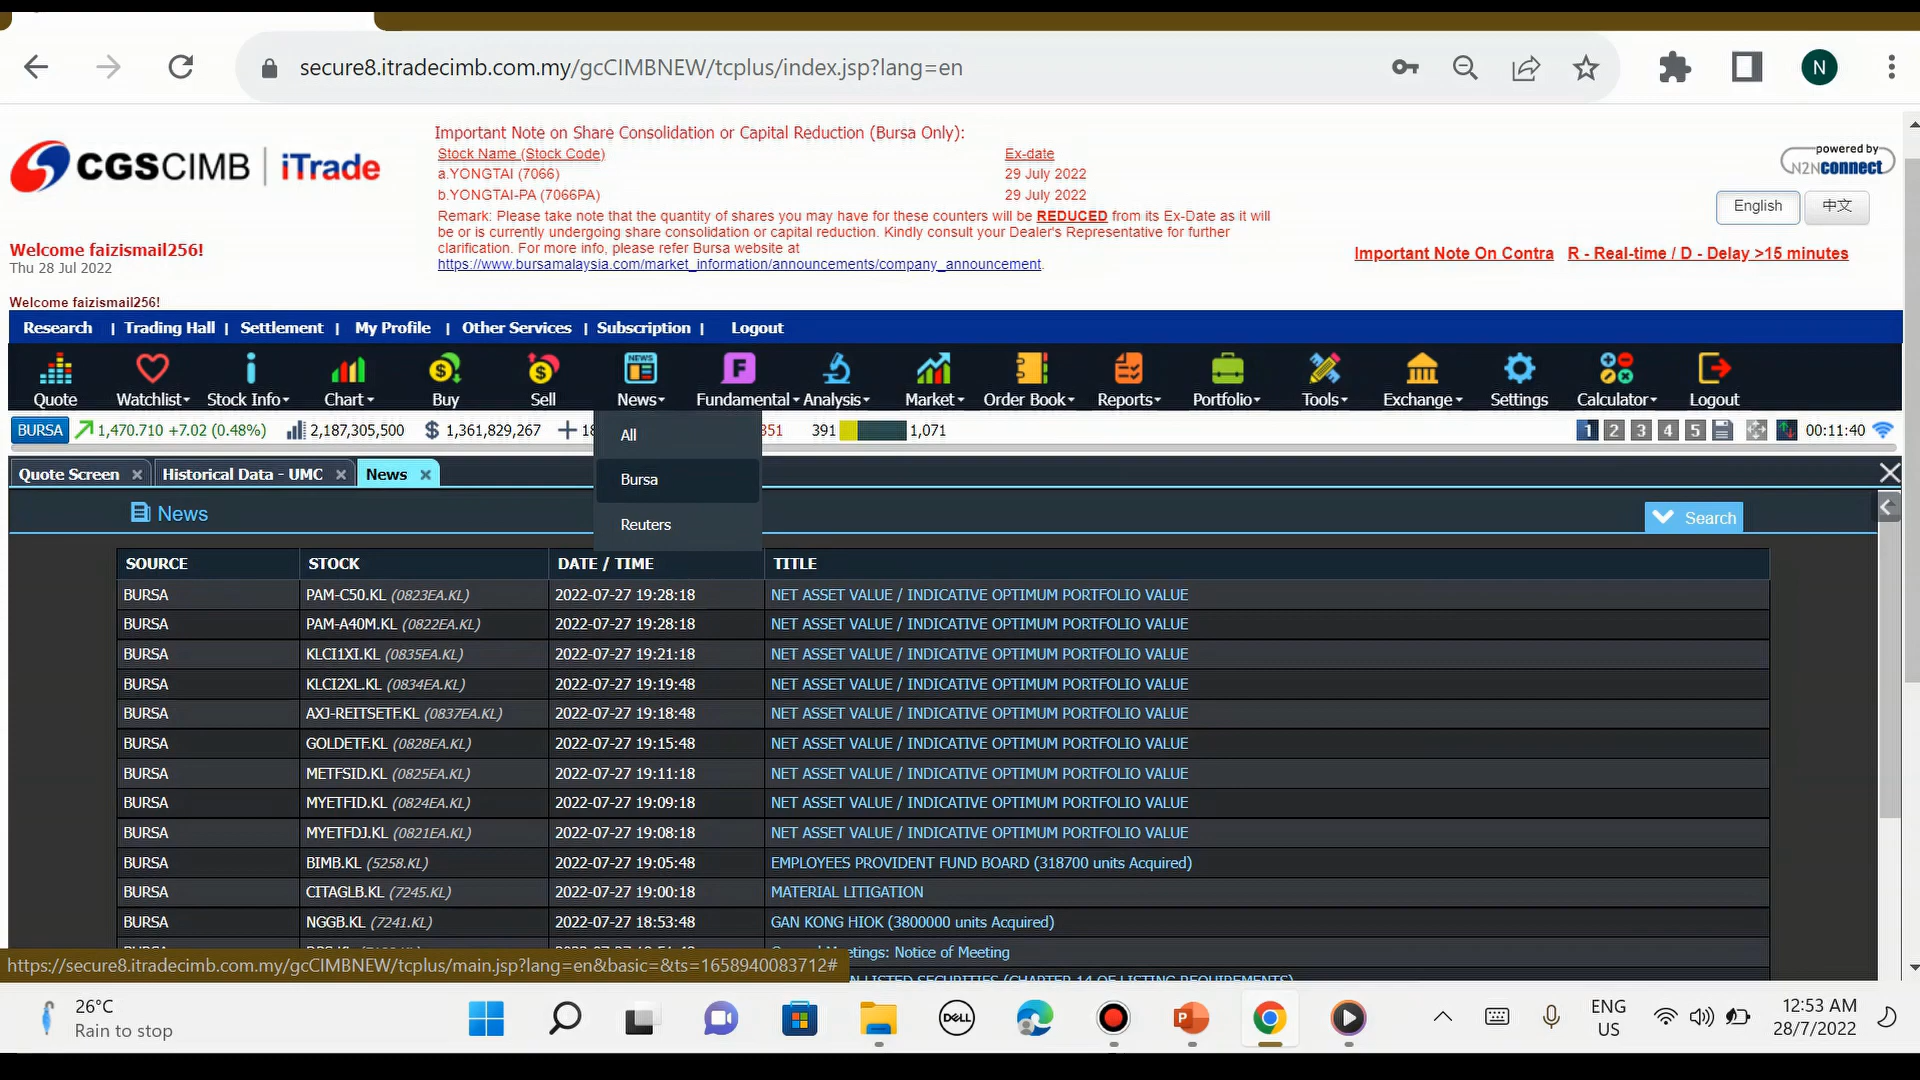 secure8.itradecimb.com.my/gcCIMBNEW/tcplus/index.jsp?lang=en
N
CGSCIMB | iTrade
Important Note on Share Consolidation or Capital Reduction (Bursa Only):
Stock Name (Stock Code) Ex-date
a.YONGTAI (7066) 29 July 2022
b.YONGTAI-PA (7066PA) 29 July 2022
Remark: Please take note that the quantity of shares you may have for these counters will be REDUCED from its Ex-Date as it will
be or is currently undergoing share consolidation or capital reduction. Kindly consult your Dealer's Representative for further
clarification. For more info, please refer Bursa website at
https://www.bursamalaysia.com/market_information/announcements/company_announcement.
powered by
N2NCONNECT
English 中文
Important Note On Contra R - Real-time / D - Delay >15 minutes
Welcome faizismail256!
Thu 28 Jul 2022
Welcome faizismail256!
Research | Trading Hall | Settlement | My Profile | Other Services | Subscription | Logout
Quote Watchlist Stock Info Chart Buy Sell News Fundamental Analysis Market Order Book Reports Portfolio Tools Exchange Settings Calculator Logout
BURSA 1,470.710 +7.02 (0.48%) 2,187,305,500 $ 1,361,829,267 351 391 1,071 1 2 3 4 5 00:11:40
All
Bursa
Reuters
Quote Screen × Historical Data - UMC × News ×
News
Search
SOURCE STOCK DATE / TIME TITLE
BURSA PAM-C50.KL (0823EA.KL) 2022-07-27 19:28:18 NET ASSET VALUE / INDICATIVE OPTIMUM PORTFOLIO VALUE
BURSA PAM-A40M.KL (0822EA.KL) 2022-07-27 19:28:18 NET ASSET VALUE / INDICATIVE OPTIMUM PORTFOLIO VALUE
BURSA KLCI1XI.KL (0835EA.KL) 2022-07-27 19:21:18 NET ASSET VALUE / INDICATIVE OPTIMUM PORTFOLIO VALUE
BURSA KLCI2XL.KL (0834EA.KL) 2022-07-27 19:19:48 NET ASSET VALUE / INDICATIVE OPTIMUM PORTFOLIO VALUE
BURSA AXJ-REITSETF.KL (0837EA.KL) 2022-07-27 19:18:48 NET ASSET VALUE / INDICATIVE OPTIMUM PORTFOLIO VALUE
BURSA GOLDETF.KL (0828EA.KL) 2022-07-27 19:15:48 NET ASSET VALUE / INDICATIVE OPTIMUM PORTFOLIO VALUE
BURSA METFSID.KL (0825EA.KL) 2022-07-27 19:11:18 NET ASSET VALUE / INDICATIVE OPTIMUM PORTFOLIO VALUE
BURSA MYETFID.KL (0824EA.KL) 2022-07-27 19:09:18 NET ASSET VALUE / INDICATIVE OPTIMUM PORTFOLIO VALUE
BURSA MYETFDJ.KL (0821EA.KL) 2022-07-27 19:08:18 NET ASSET VALUE / INDICATIVE OPTIMUM PORTFOLIO VALUE
BURSA BIMB.KL (5258.KL) 2022-07-27 19:05:48 EMPLOYEES PROVIDENT FUND BOARD (318700 units Acquired)
BURSA CITAGLB.KL (7245.KL) 2022-07-27 19:00:18 MATERIAL LITIGATION
BURSA NGGB.KL (7241.KL) 2022-07-27 18:53:48 GAN KONG HIOK (3800000 units Acquired)
Notice of Meeting
LISTED SECURITIES (CHAPTER 14 OF LISTING REQUIREMENTS)
https://secure8.itradecimb.com.my/gcCIMBNEW/tcplus/main.jsp?lang=en&basic=&ts=1658940083712#
26°C
Rain to stop
DELL
P
ENG
US
12:53 AM
28/7/2022